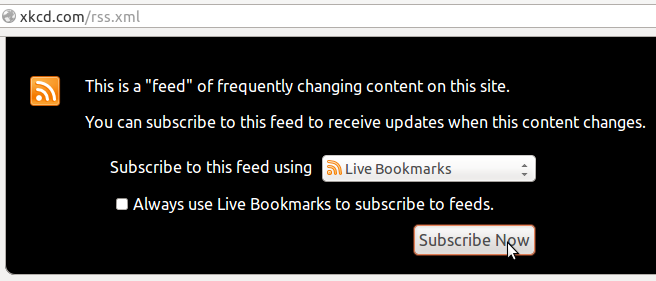 xkcd.com/rss.xml
This is a "feed" of frequently changing content on this site.
You can subscribe to this feed to receive updates when this content changes.
Subscribe to this feed using Live Bookmarks
Always use Live Bookmarks to subscribe to feeds.
Subscribe Now